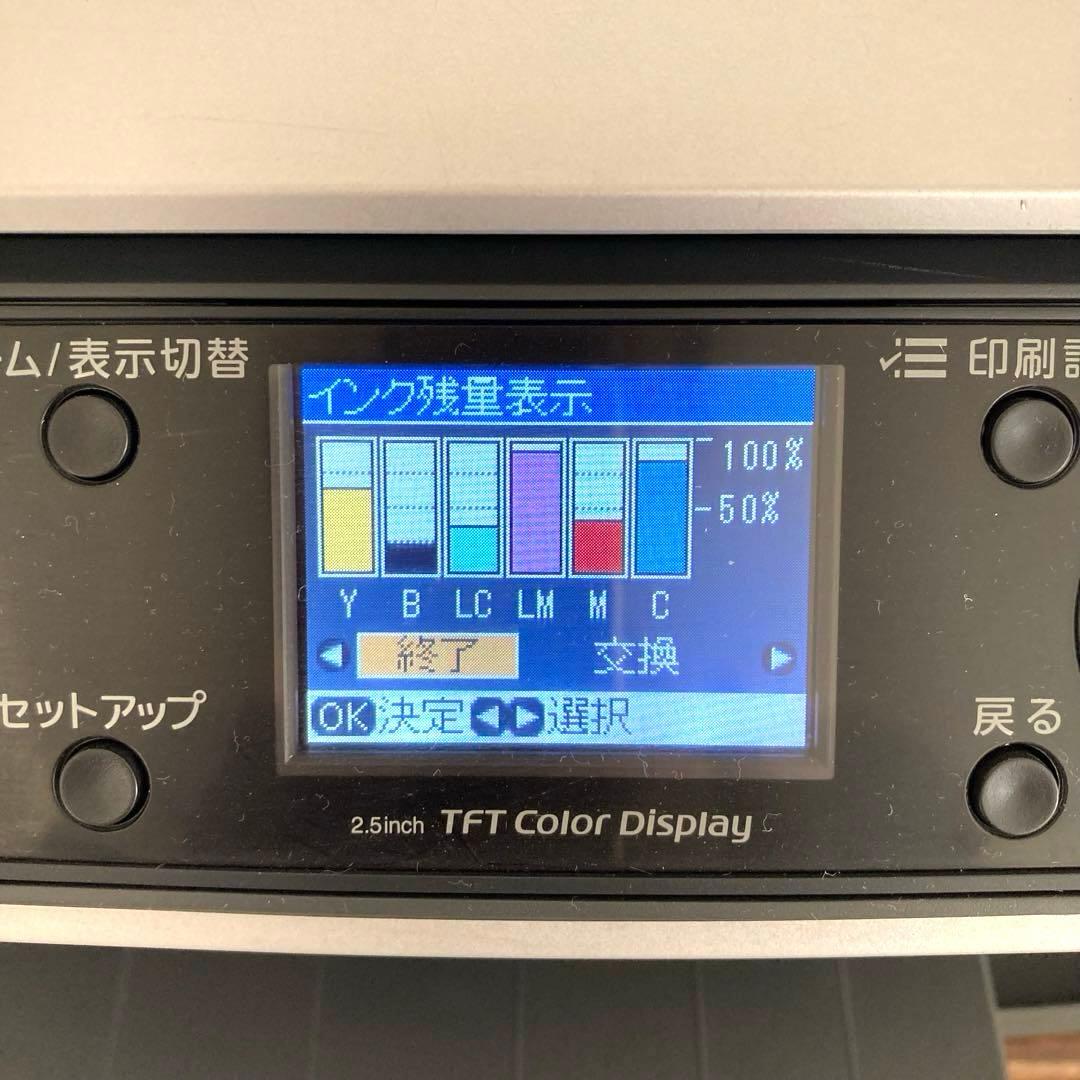 ム/表示切替
印刷
インク残量表示
100%
50%
Y B LC LM M C
終了 交換
セットアップ
戻る
OK決定 選択
2.5inch TFT Color Display